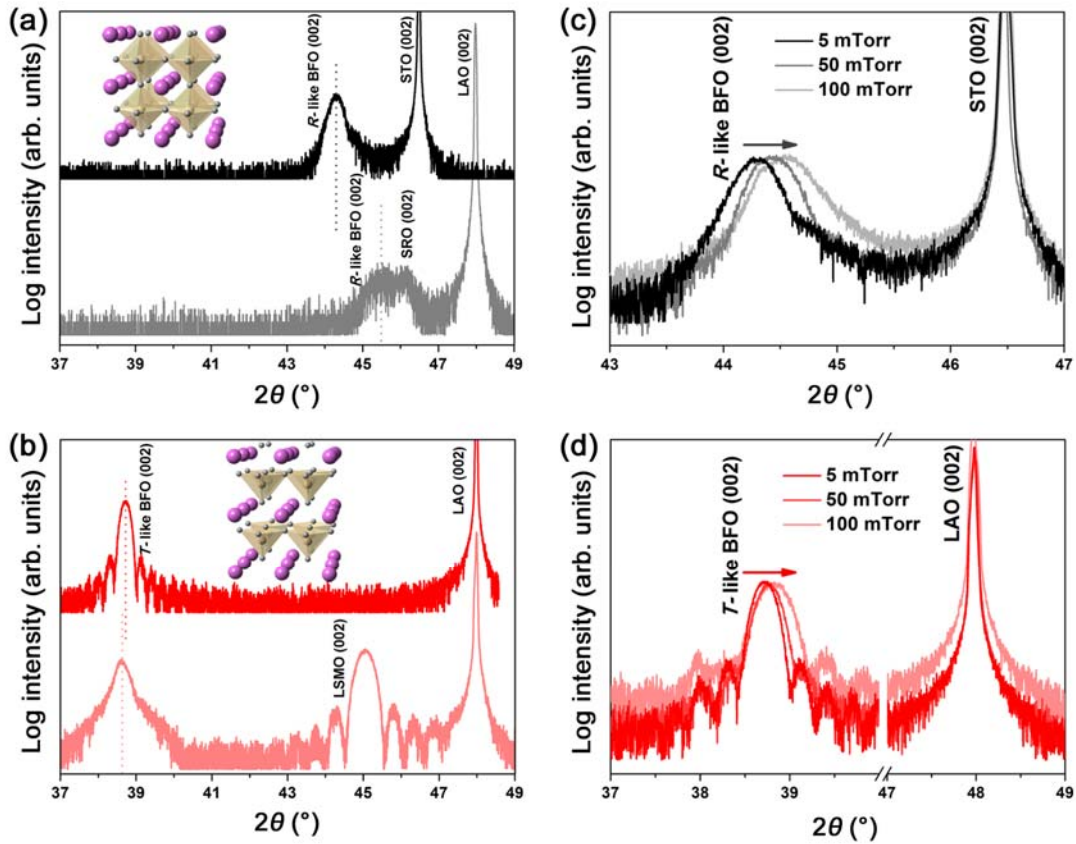 (a)
Log intensity (arb. units)
R- like BFO (002)
STO (002)
LAO (002)
R- like BFO (002)
SRO (002)
37 39 41 43 45 47 49
2θ (°)
(b)
Log intensity (arb. units)
T- like BFO (002)
LAO (002)
LSMO (002)
37 39 41 43 45 47 49
2θ (°)
(c)
Log intensity (arb. units)
R- like BFO (002)
5 mTorr
50 mTorr
100 mTorr
STO (002)
43 44 45 46 47
2θ (°)
(d)
Log intensity (arb. units)
T- like BFO (002)
5 mTorr
50 mTorr
100 mTorr
LAO (002)
37 38 39 47 48 49
2θ (°)